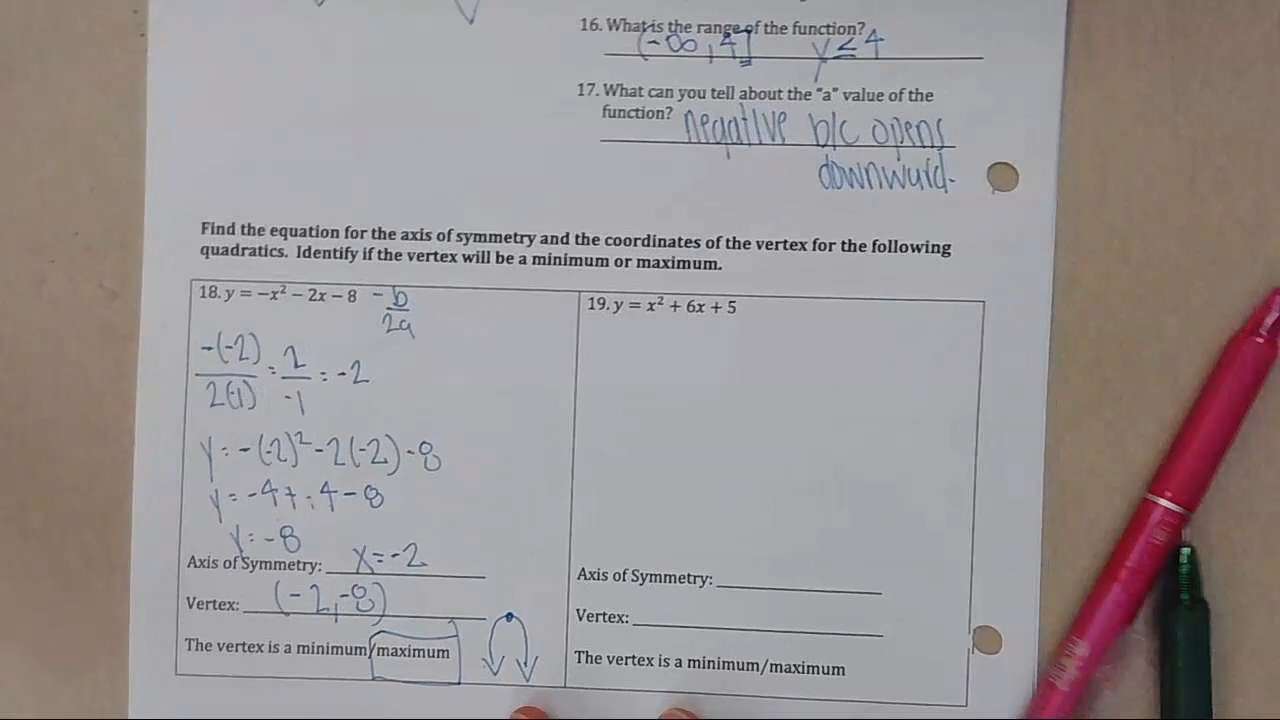 16. What is the range of the function?
(-∞, 4] y ≤ 4
17. What can you tell about the "a" value of the
function? negative b/c opens
downward.
Find the equation for the axis of symmetry and the coordinates of the vertex for the following
quadratics. Identify if the vertex will be a minimum or maximum.
18. y = −x² − 2x − 8 -b/2a
-(-2)/2(-1) = 2/-1 = -2
y = -(-2)² - 2(-2) - 8
y = -4 + 4 - 8
y = -8
Axis of Symmetry: x = -2
Vertex: (-2, -8)
The vertex is a minimum/maximum
19. y = x² + 6x + 5
Axis of Symmetry:
Vertex:
The vertex is a minimum/maximum